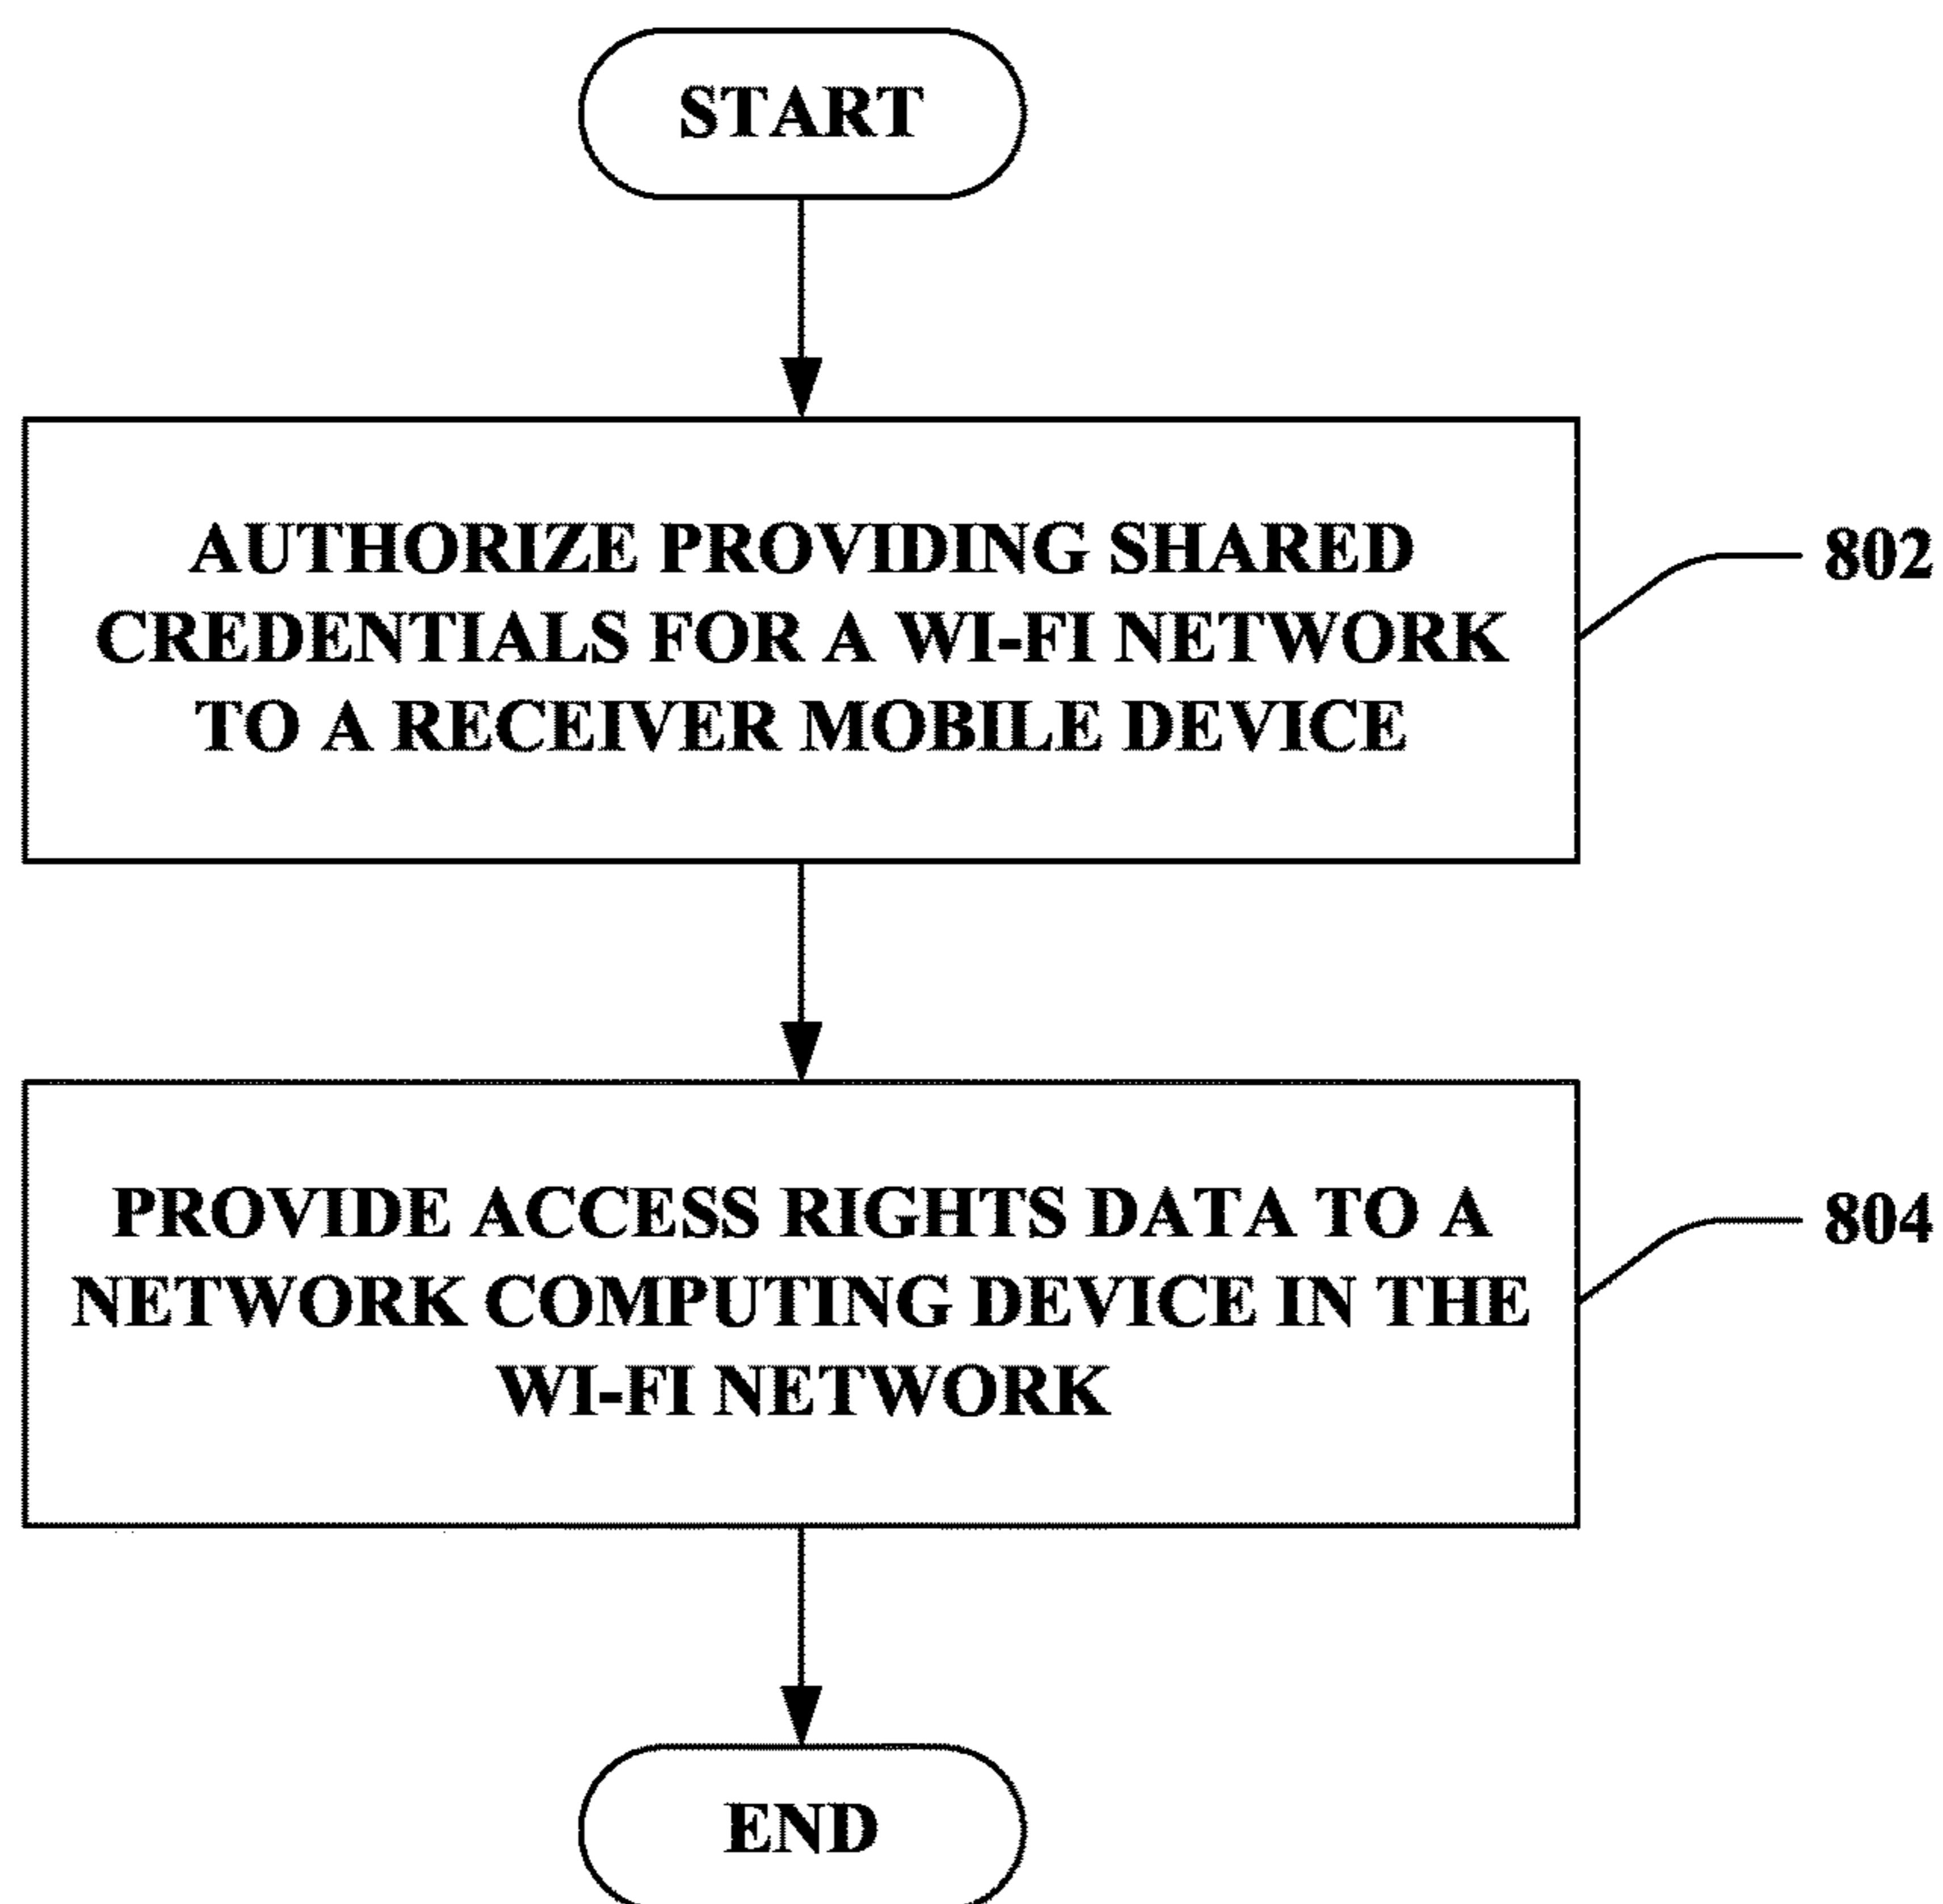 START
AUTHORIZE PROVIDING SHARED
CREDENTIALS FOR A WI-FI NETWORK
TO A RECEIVER MOBILE DEVICE
802
PROVIDE ACCESS RIGHTS DATA TO A
NETWORK COMPUTING DEVICE IN THE
WI-FI NETWORK
804
END